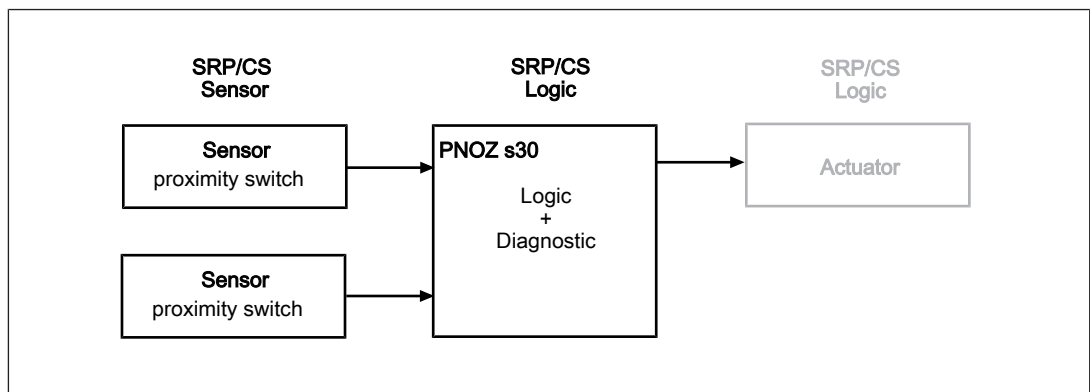 SRP/CS
Sensor
SRP/CS
Logic
SRP/CS
Logic
Sensor
proximity switch
PNOZ s30
Logic
+
Diagnostic
Actuator
Sensor
proximity switch